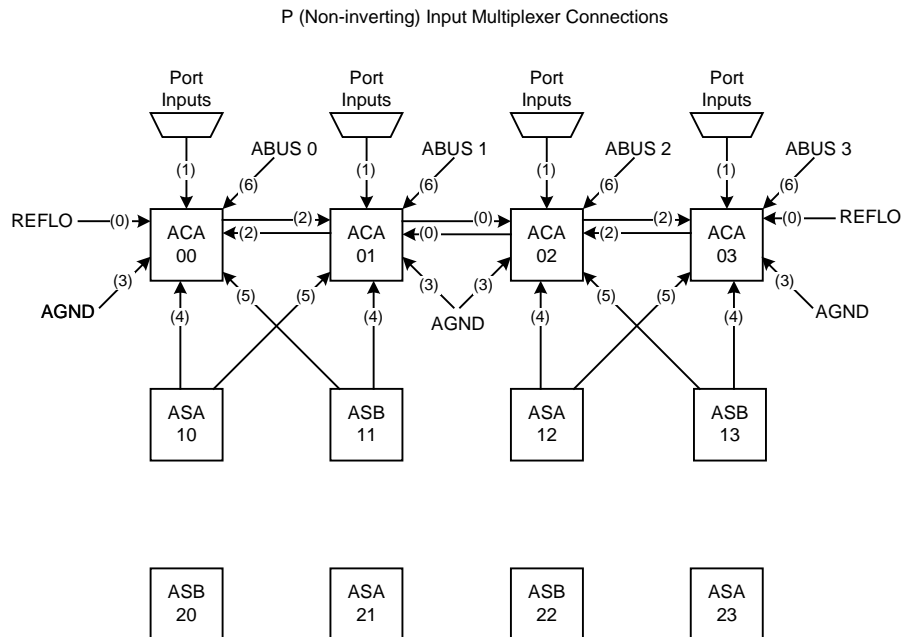 P (Non-inverting) Input Multiplexer Connections
Port Inputs
Port Inputs
Port Inputs
Port Inputs
ABUS 0
ABUS 1
ABUS 2
ABUS 3
(1)
(1)
(1)
(1)
(6)
(6)
(6)
(6)
REFLO
(0)
ACA
00
(2)
(2)
ACA
01
(0)
(0)
ACA
02
(2)
(2)
ACA
03
(0)
REFLO
(3)
AGND
(3)
(3)
AGND
(3)
AGND
(4)
(5)
(5)
(4)
(4)
(5)
(5)
(4)
ASA
10
ASB
11
ASA
12
ASB
13
ASB
20
ASA
21
ASB
22
ASA
23